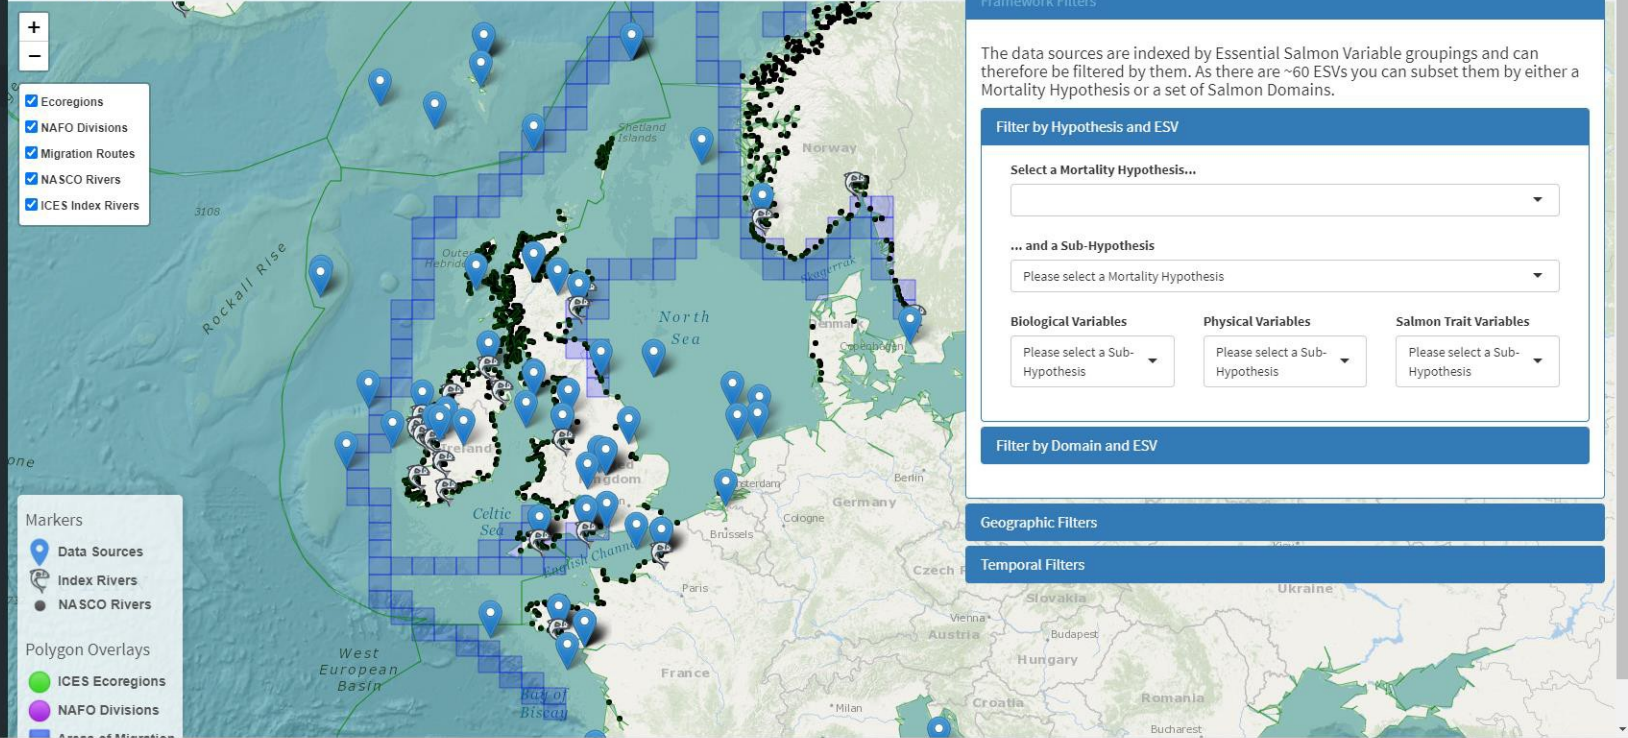 Framework Filters
+
−
Ecoregions
NAFO Divisions
Migration Routes
NASCO Rivers
ICES Index Rivers
The data sources are indexed by Essential Salmon Variable groupings and can
therefore be filtered by them. As there are ~60 ESVs you can subset them by either a
Mortality Hypothesis or a set of Salmon Domains.
Filter by Hypothesis and ESV
Select a Mortality Hypothesis...
... and a Sub-Hypothesis
Please select a Mortality Hypothesis
Biological Variables
Physical Variables
Salmon Trait Variables
Please select a Sub-
Hypothesis
Please select a Sub-
Hypothesis
Please select a Sub-
Hypothesis
Filter by Domain and ESV
Geographic Filters
Temporal Filters
Shetland
Islands
Norway
3108
Outer
Rockall Rise
Skagerrak
North
Sea
Copenhagen
Berlin
Germany
Cologne
Brussels
Celtic
Sea
English Channel
Paris
Vienna
Slovakia
Ukraine
Austria
Budapest
Hungary
West
European
Basin
France
Bay of
Biscay
Milan
Croatia
Romania
Bucharest
Markers
Data Sources
Index Rivers
NASCO Rivers
Polygon Overlays
ICES Ecoregions
NAFO Divisions
Areas of Migration